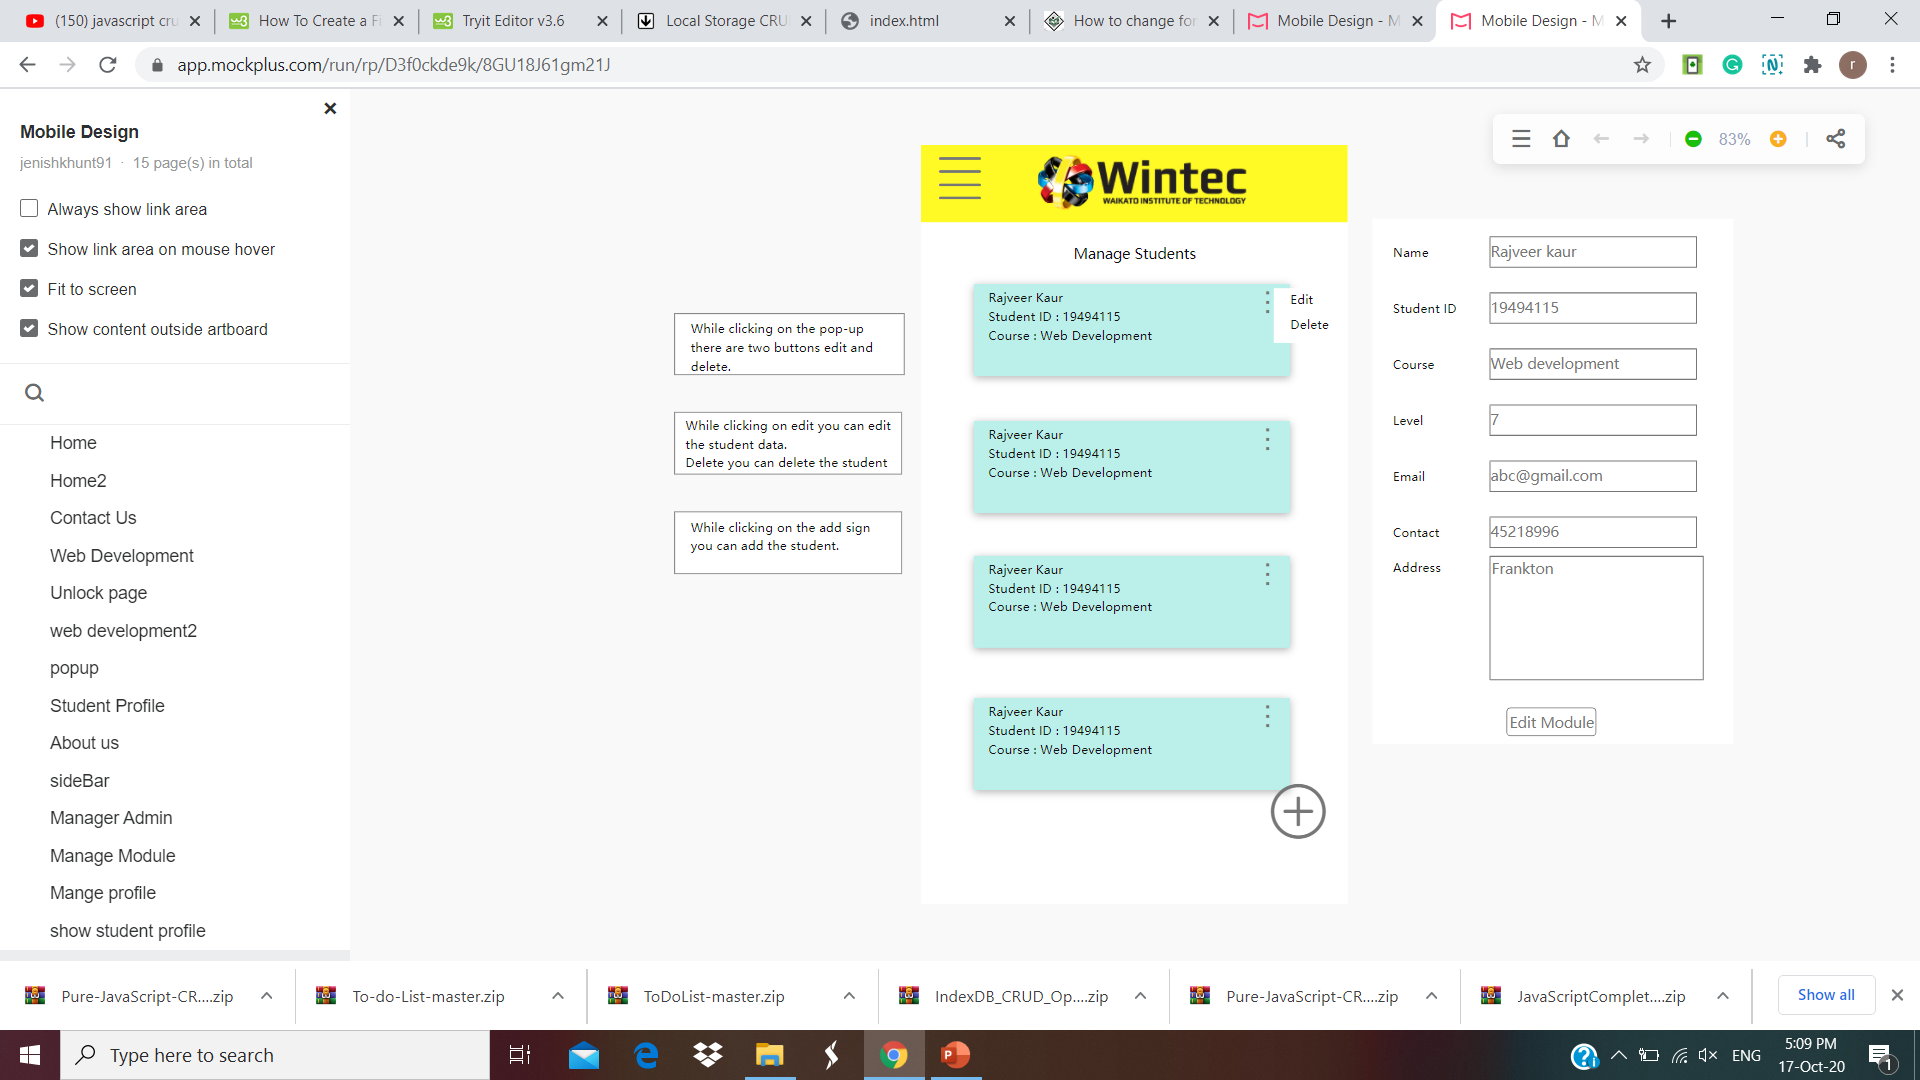 (150) javascript cru
How To Create a Fi
Tryit Editor v3.6
Local Storage CRU
index.html
How to change for
Mobile Design - M
Mobile Design - M
app.mockplus.com/run/rp/D3f0ckde9k/8GU18J61gm21J
r
Mobile Design
jenishkhunt91 · 15 page(s) in total
Always show link area
Show link area on mouse hover
Fit to screen
Show content outside artboard
Home
Home2
Contact Us
Web Development
Unlock page
web development2
popup
Student Profile
About us
sideBar
Manager Admin
Manage Module
Mange profile
show student profile
While clicking on the pop-up
there are two buttons edit and
delete.
While clicking on edit you can edit
the student data.
Delete you can delete the student
While clicking on the add sign
you can add the student.
Wintec
WAIKATO INSTITUTE OF TECHNOLOGY
Manage Students
Rajveer Kaur
Student ID : 19494115
Course : Web Development
Edit
Delete
Rajveer Kaur
Student ID : 19494115
Course : Web Development
Rajveer Kaur
Student ID : 19494115
Course : Web Development
Rajveer Kaur
Student ID : 19494115
Course : Web Development
83%
Name Rajveer kaur
Student ID 19494115
Course Web development
Level 7
Email abc@gmail.com
Contact 45218996
Address Frankton
Edit Module
Pure-JavaScript-CR....zip
To-do-List-master.zip
ToDoList-master.zip
IndexDB_CRUD_Op....zip
Pure-JavaScript-CR....zip
JavaScriptComplet....zip
Show all
Type here to search
ENG
5:09 PM
17-Oct-20
1